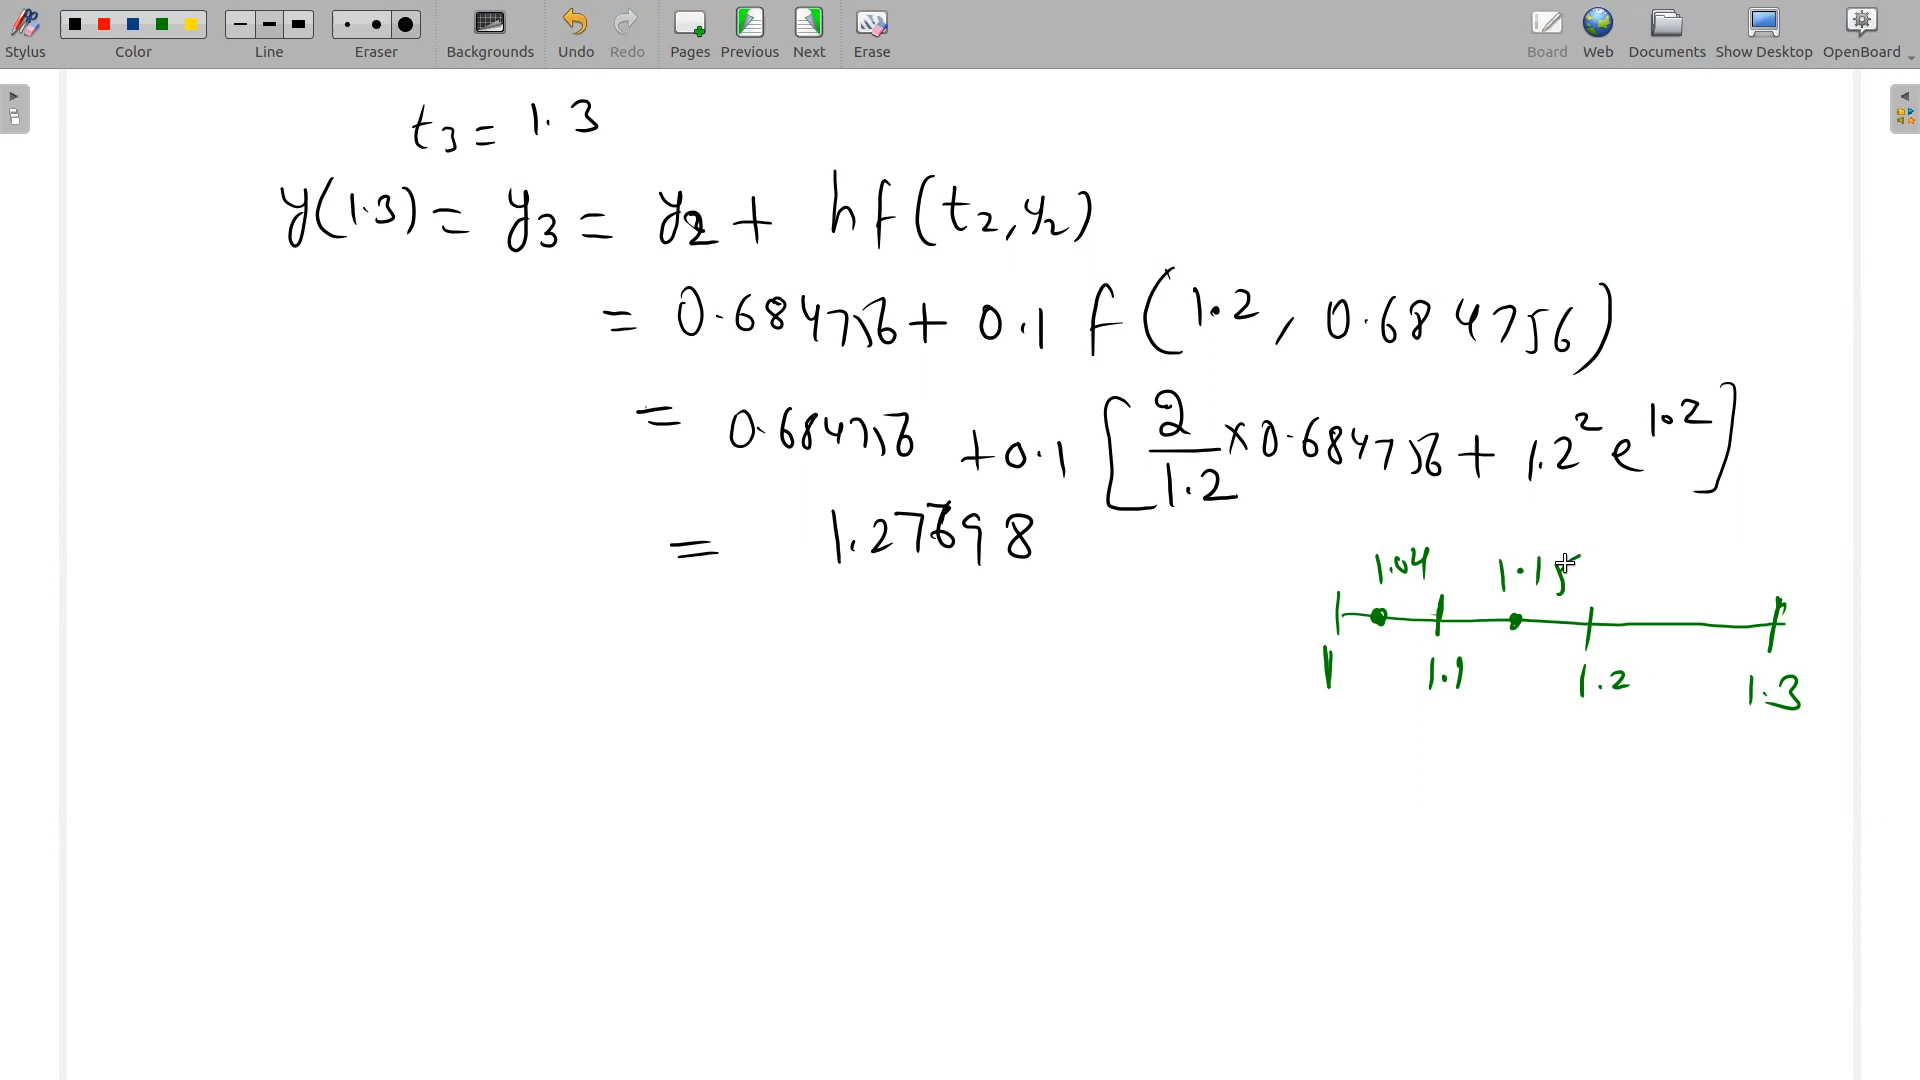 Stylus Color Line Eraser Backgrounds Undo Redo Pages Previous Next Erase Board Web Documents Show Desktop OpenBoard
t₃ = 1.3
y(1.3) = y₃ = y₂ + hf(t₂, y₂)
= 0.684756 + 0.1 f(1.2, 0.684756)
= 0.684756 + 0.1 [2/1.2 × 0.684756 + 1.2² e^1.2]
= 1.27698
1.04 1.15
1 1.1 1.2 1.3